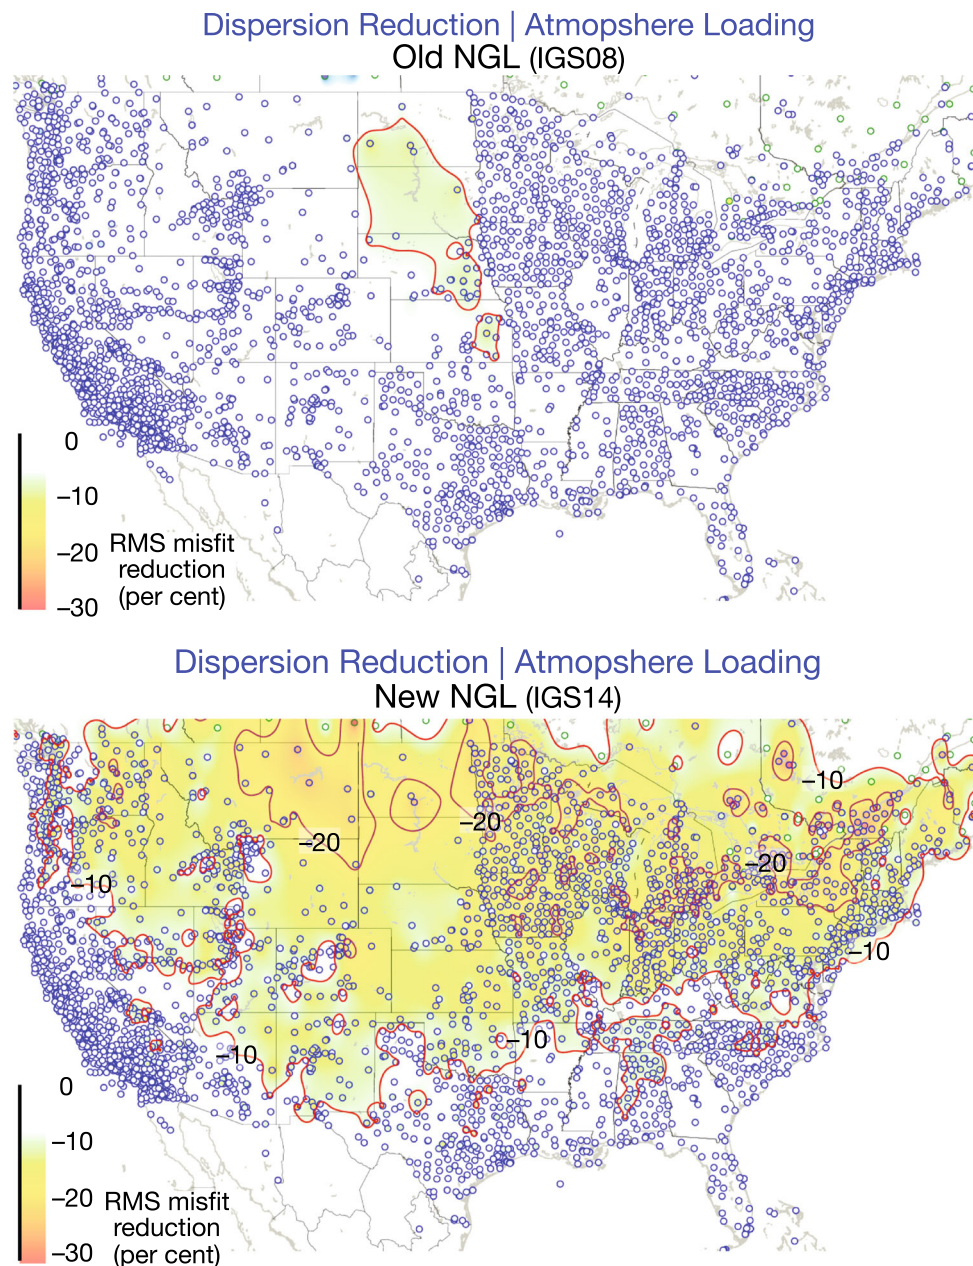 Dispersion Reduction | Atmopshere Loading
Old NGL (IGS08)
0
−10
−20
−30
RMS misfit
reduction
(per cent)
Dispersion Reduction | Atmopshere Loading
New NGL (IGS14)
−10
−20
−20
−20
−10
−10
−10
−10
0
−10
−20
−30
RMS misfit
reduction
(per cent)